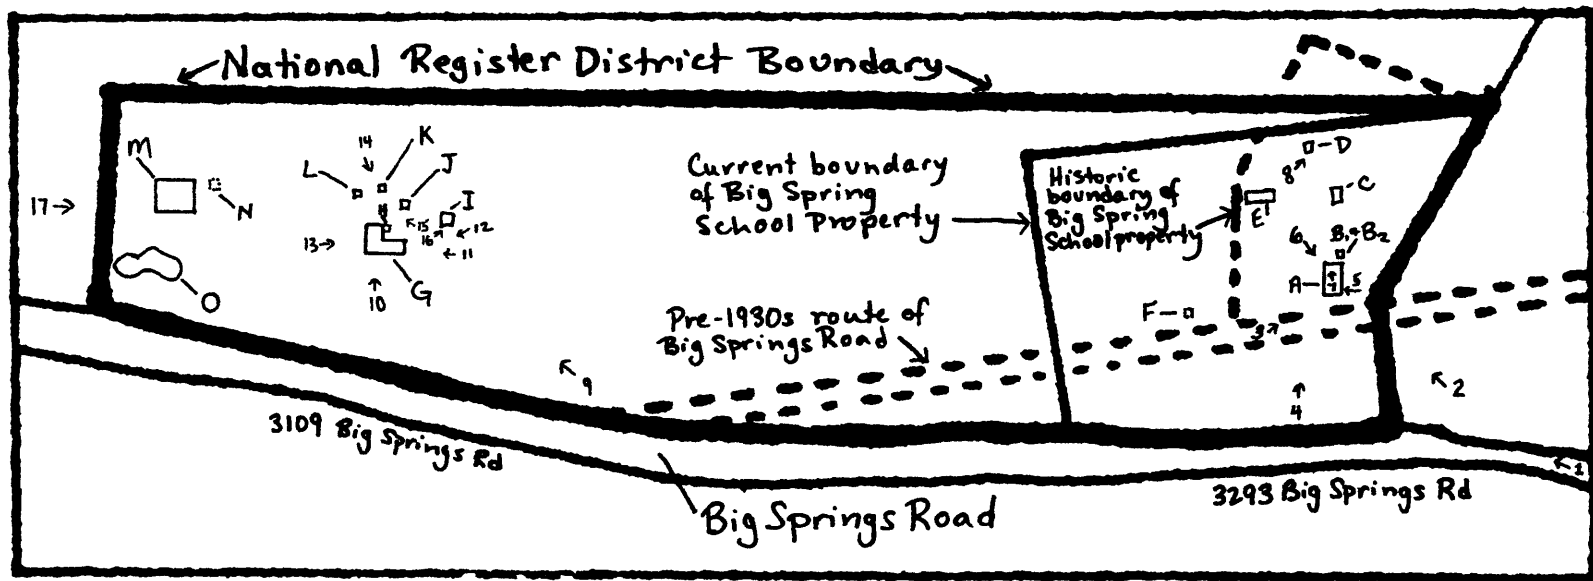 National Register District Boundary
M
N
O
17
14
K
L
J
I
15
16
12
11
13
10
G
H
Current boundary
of Big Spring
School Property
Historic
boundary of
Big Spring
School property
8
D
C
E
6
B1+B2
A
5
F
3
Pre-1930s route of
Big Springs Road
9
4
2
1
3109 Big Springs Rd
3293 Big Springs Rd
Big Springs Road